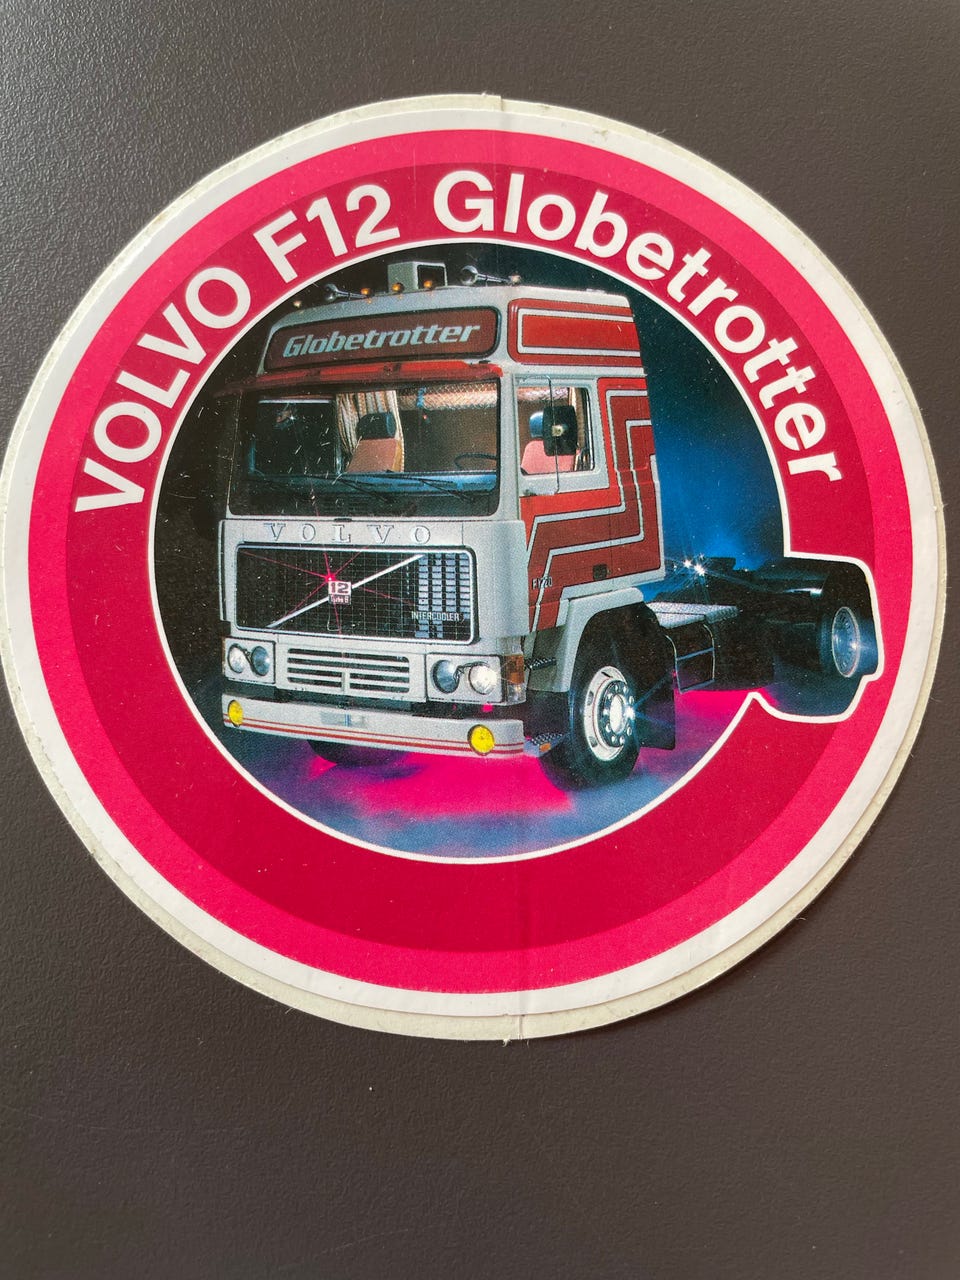 VOLVO F12 Globetrotter
Globetrotter
VOLVO
12
INTERCOOLER